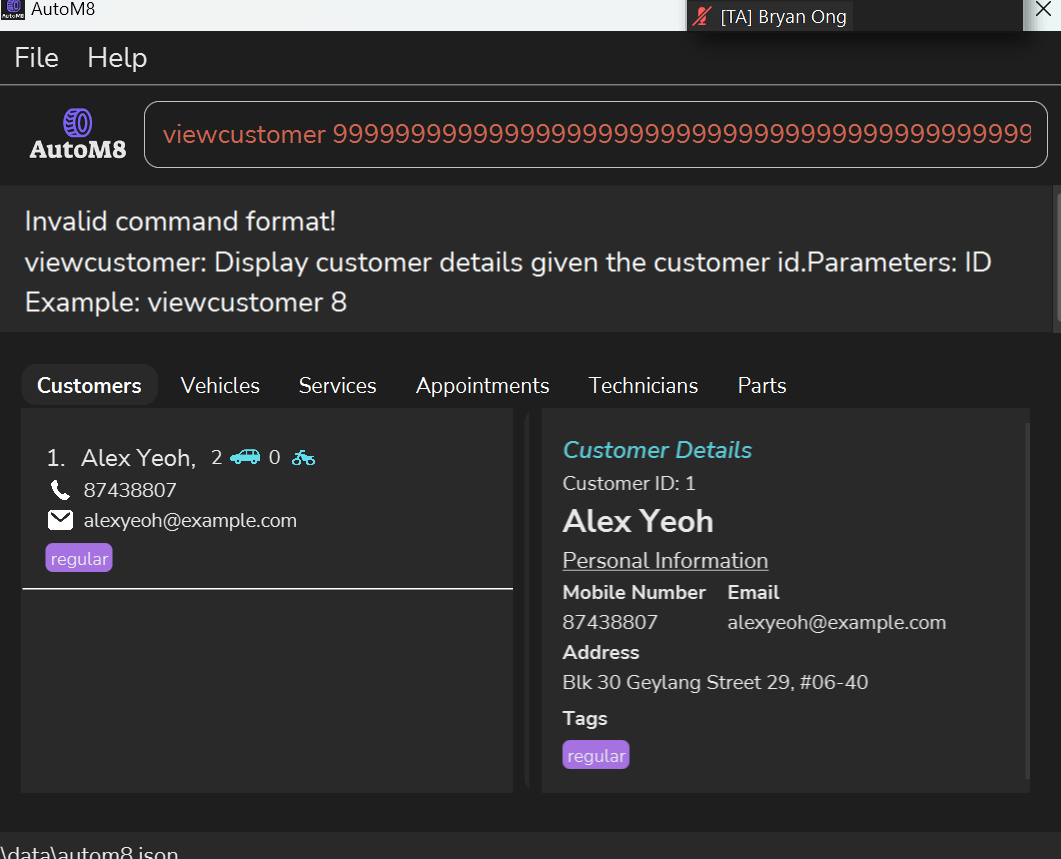 AutoM8
[TA] Bryan Ong
File Help
AutoM8
viewcustomer 999999999999999999999999999999999999999999999
Invalid command format!
viewcustomer: Display customer details given the customer id.Parameters: ID
Example: viewcustomer 8
Customers Vehicles Services Appointments Technicians Parts
1. Alex Yeoh, 2 0
87438807
alexyeoh@example.com
regular
Customer Details
Customer ID: 1
Alex Yeoh
Personal Information
Mobile Number Email
87438807 alexyeoh@example.com
Address
Blk 30 Geylang Street 29, #06-40
Tags
regular
\data\autom8.json